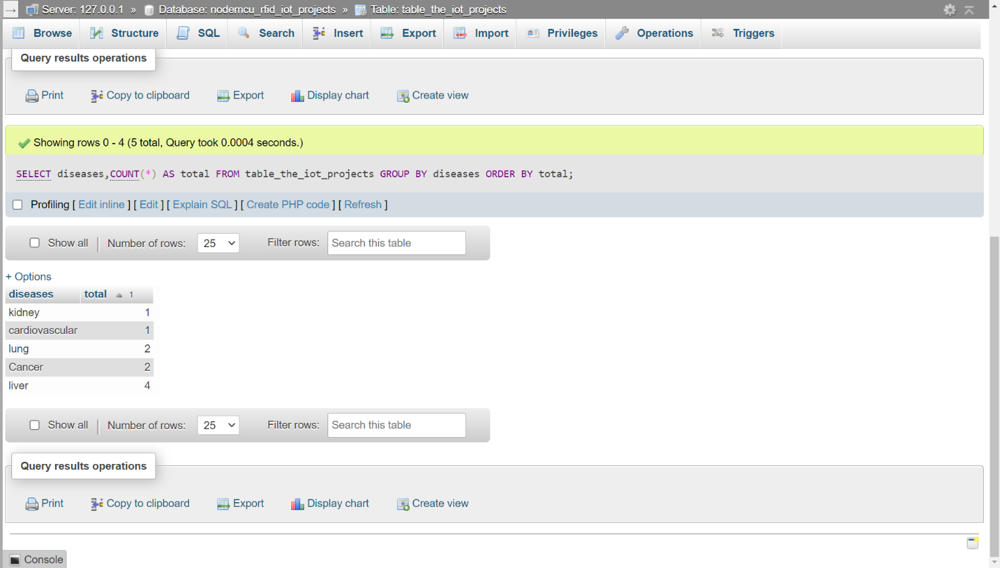 Server: 127.0.0.1 » Database: nodemcu_rfid_iot_projects » Table: table_the_iot_projects
Browse Structure SQL Search Insert Export Import Privileges Operations Triggers
Query results operations
Print Copy to clipboard Export Display chart Create view
Showing rows 0 - 4 (5 total, Query took 0.0004 seconds.)
SELECT diseases,COUNT(*) AS total FROM table_the_iot_projects GROUP BY diseases ORDER BY total;
Profiling [ Edit inline ] [ Edit ] [ Explain SQL ] [ Create PHP code ] [ Refresh ]
Show all Number of rows: 25 Filter rows: Search this table
+ Options
diseases total 1
kidney 1
cardiovascular 1
lung 2
Cancer 2
liver 4
Show all Number of rows: 25 Filter rows: Search this table
Query results operations
Print Copy to clipboard Export Display chart Create view
Console